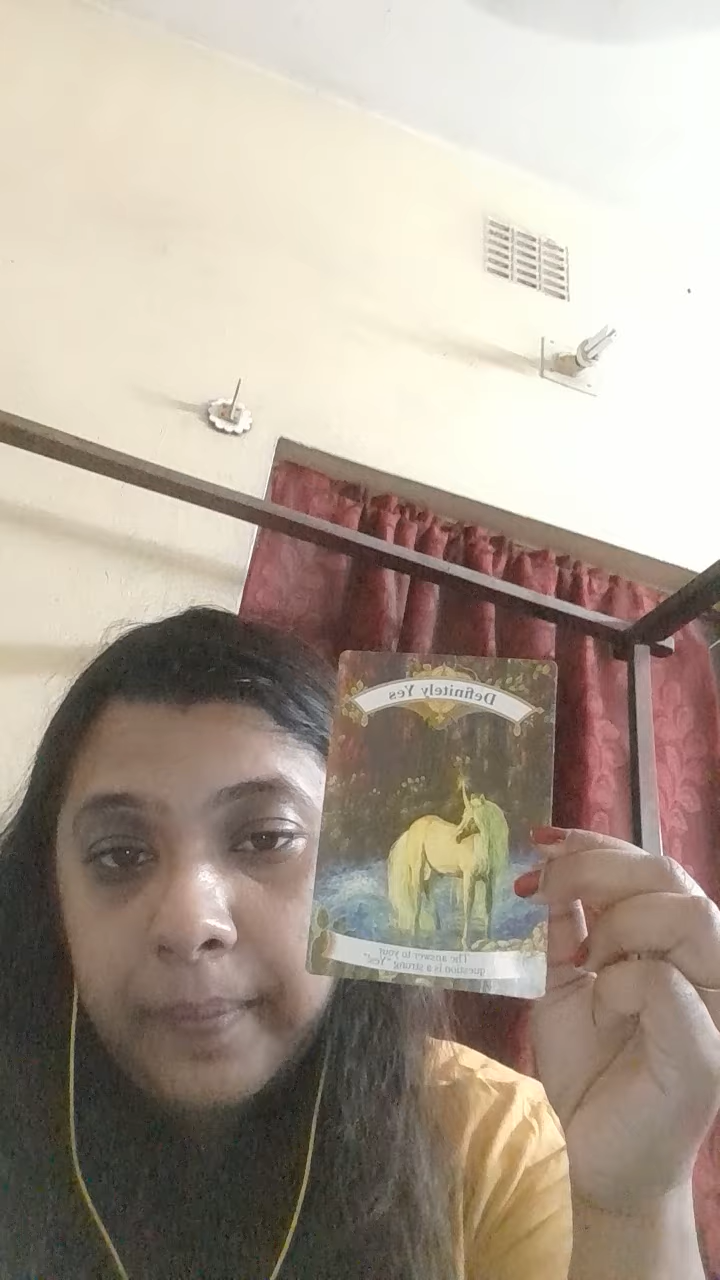 Definitely Yes
The answer to your
question is a strong "Yes!"